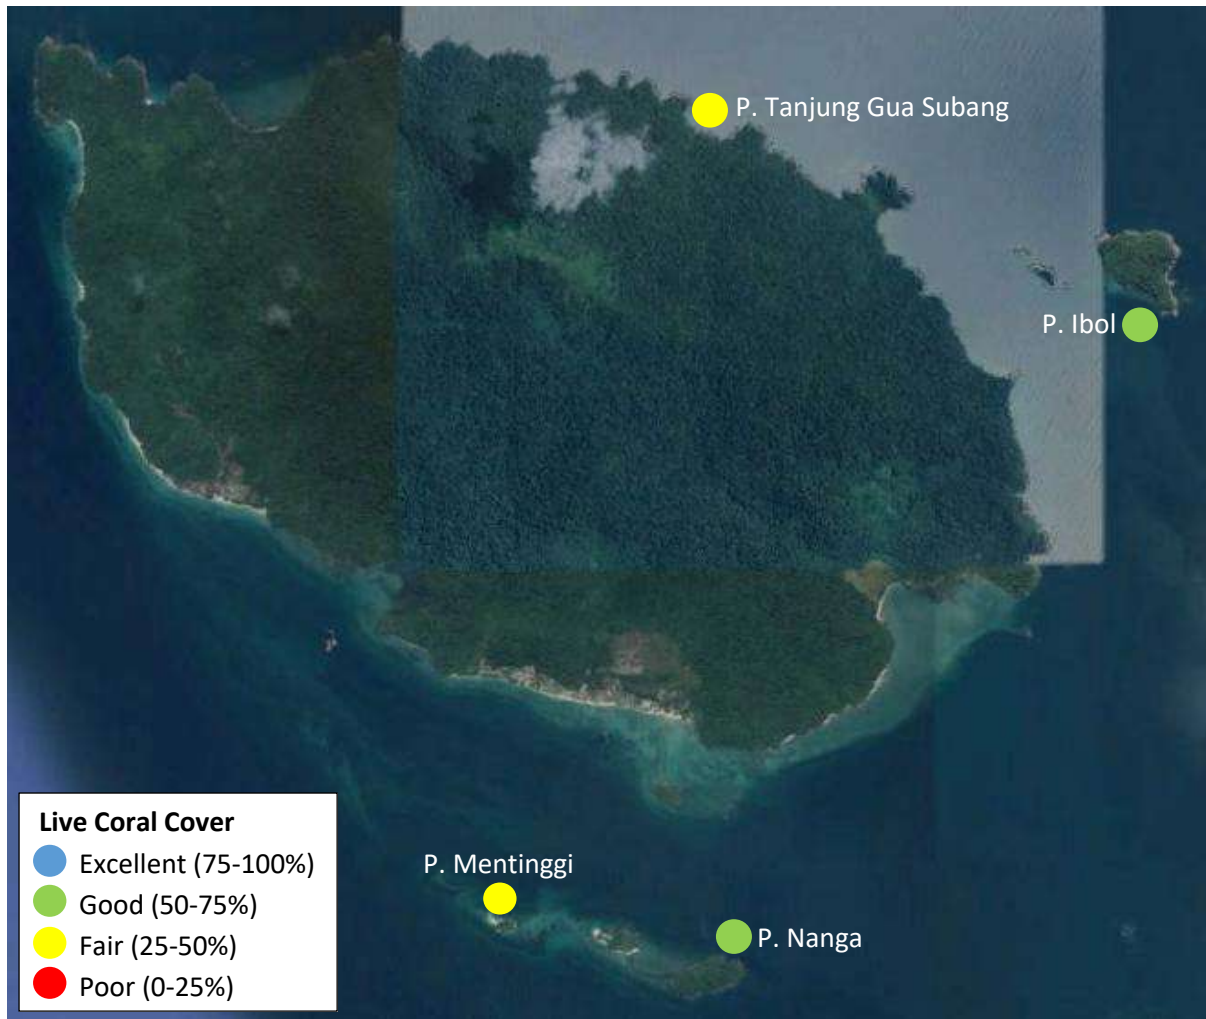 P. Tanjung Gua Subang
P. Ibol
Live Coral Cover
Excellent (75-100%)
Good (50-75%)
Fair (25-50%)
Poor (0-25%)
P. Mentinggi
P. Nanga